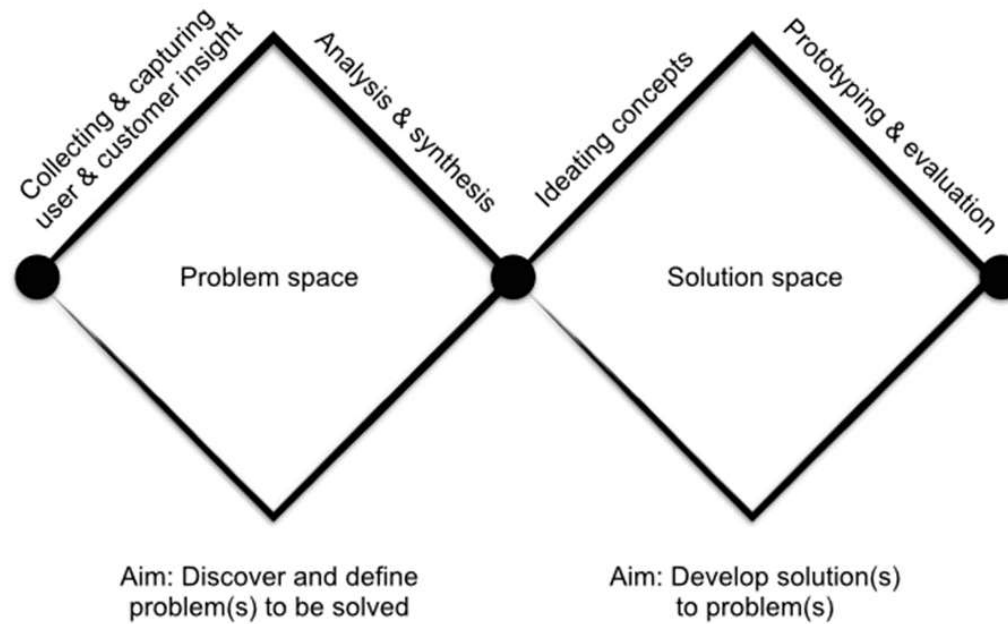 Collecting & capturing
user & customer insight
Analysis & synthesis
Ideating concepts
Prototyping & evaluation
Problem space
Solution space
Aim: Discover and define
problem(s) to be solved
Aim: Develop solution(s)
to problem(s)